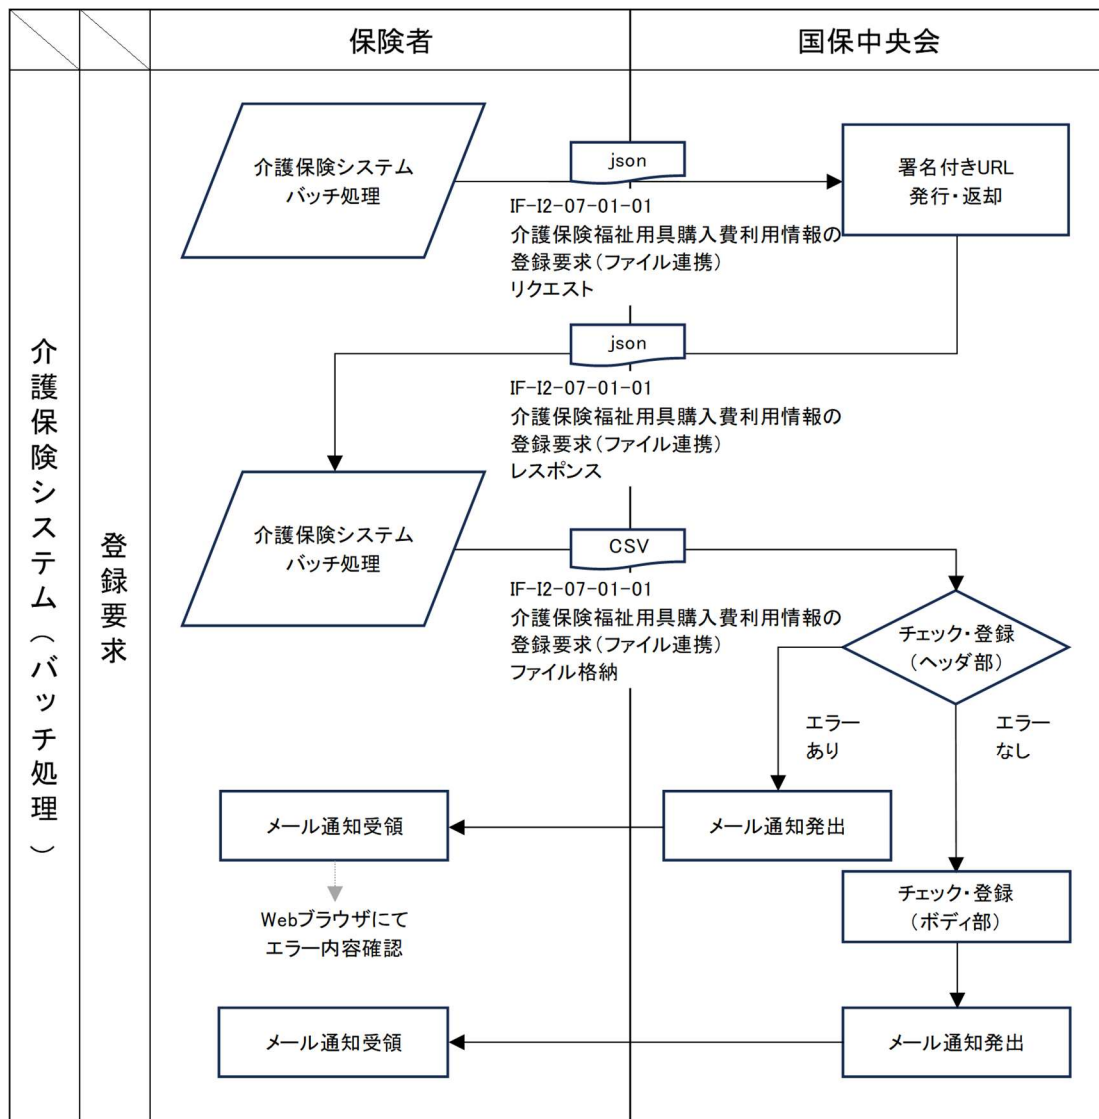 保険者
国保中央会
介護保険システム（バッチ処理）
登録要求
介護保険システム
バッチ処理
json
署名付きURL
発行・返却
IF-I2-07-01-01
介護保険福祉用具購入費利用情報の
登録要求（ファイル連携）
リクエスト
json
IF-I2-07-01-01
介護保険福祉用具購入費利用情報の
登録要求（ファイル連携）
レスポンス
介護保険システム
バッチ処理
CSV
IF-I2-07-01-01
介護保険福祉用具購入費利用情報の
登録要求（ファイル連携）
ファイル格納
チェック・登録
（ヘッダ部）
エラー
あり
エラー
なし
メール通知受領
メール通知発出
Webブラウザにて
エラー内容確認
チェック・登録
（ボディ部）
メール通知受領
メール通知発出